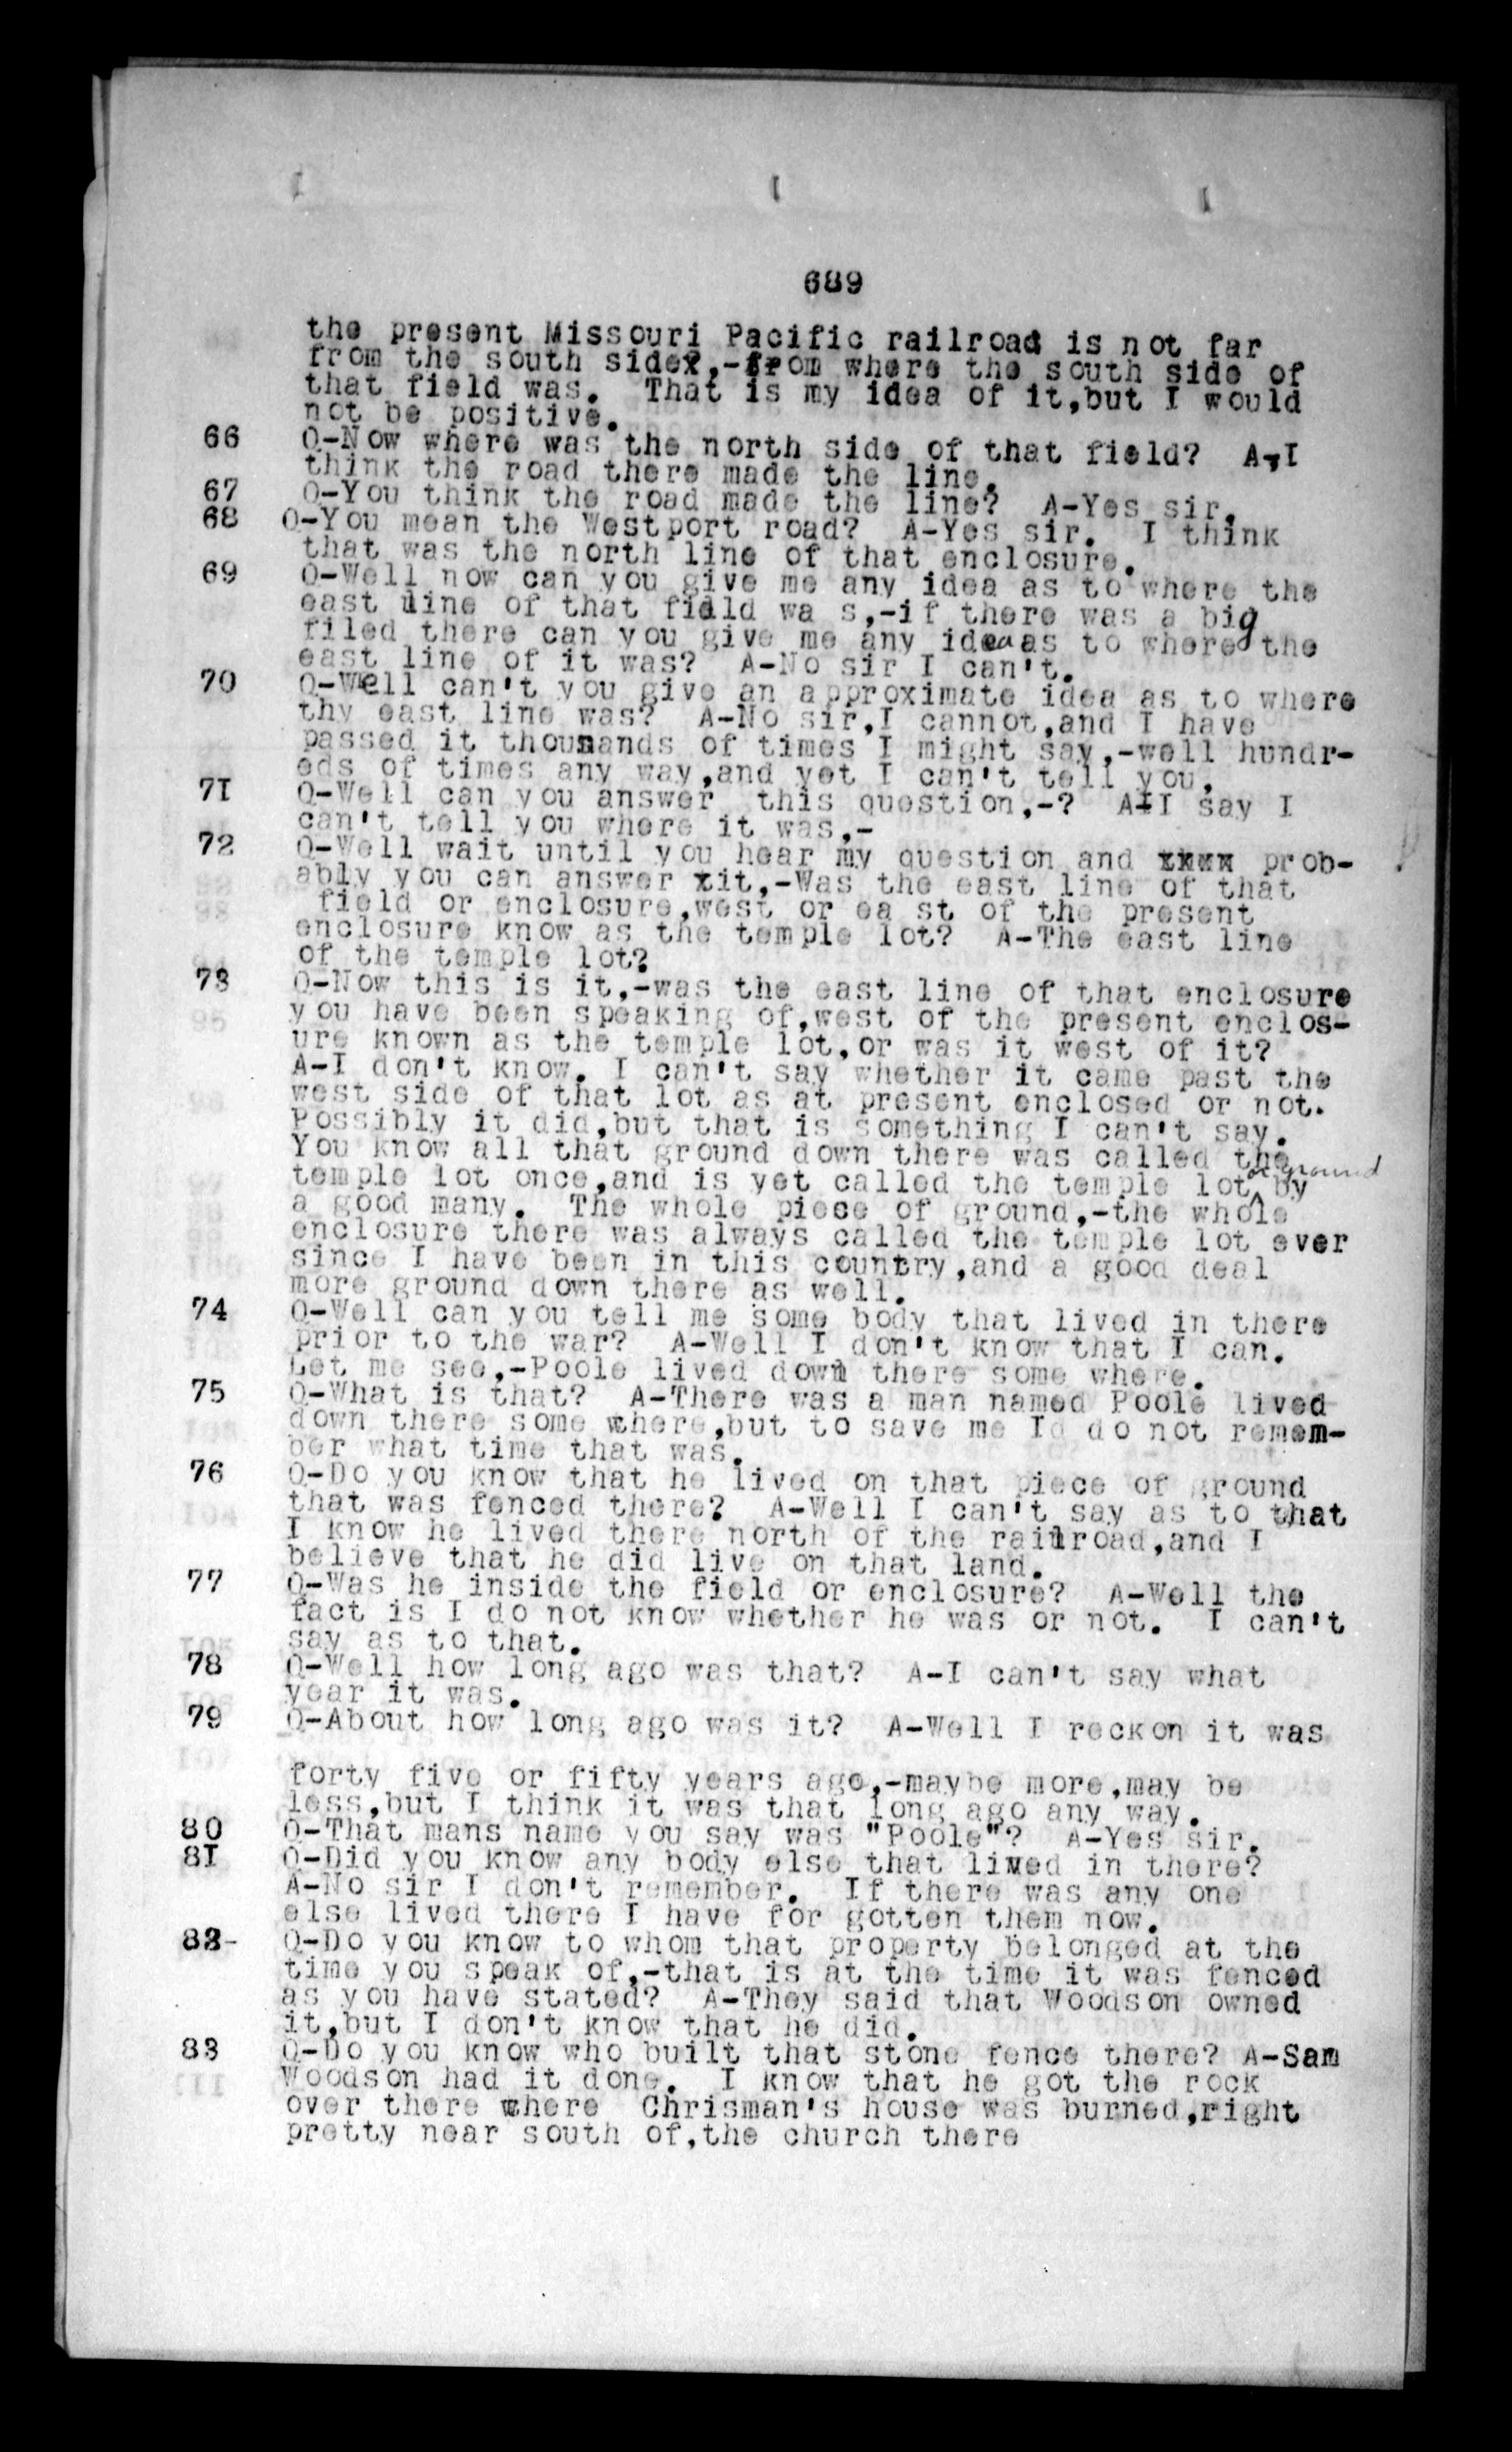 689
the present Missouri Pacific railroad is not far
from the south side?,-from where the south side of
that field was.  That is my idea of it,but I would
not be positive.
66 Q-Now where was the north side of that field?  A-I
think the road there made the line.
67 Q-You think the road made the line?  A-Yes sir.
68 Q-You mean the Westport road?  A-Yes sir.  I think
that was the north line of that enclosure.
69 Q-Well now can you give me any idea as to where the
east line of that field wa s,-if there was a big
filed there can you give me any idea as to where the
east line of it was?  A-No sir I can't.
70 Q-Well can't you give an approximate idea as to where
thy east line was?  A-No sir,I cannot,and I have
passed it thousands of times I might say,-well hundr-
eds of times any way,and yet I can't tell you.
71 Q-Well can you answer  this question,-?  A-I say I
can't tell you where it was,-
72 Q-Well wait until you hear my question and xxxx prob-
ably you can answer xit,-Was the east line of that
field or enclosure,west or ea st of the present
enclosure know as the temple lot?  A-The east line
of the temple lot?
73 Q-Now this is it,-was the east line of that enclosure
you have been speaking of,west of the present enclos-
ure known as the temple lot,or was it west of it?
A-I don't know. I can't say whether it came past the
west side of that lot as at present enclosed or not.
Possibly it did,but that is something I can't say.
You know all that ground down there was called the
temple lot once,and is yet called the temple lot or ground by
a good many.  The whole piece of ground,-the whole
enclosure there was always called the temple lot ever
since I have been in this country,and a good deal
more ground down there as well.
74 Q-Well can you tell me some body that lived in there
prior to the war?  A-Well I don't know that I can.
Let me see,-Poole lived down there some where.
75 Q-What is that?  A-There was a man named Poole lived
down there some where,but to save me I do not remem-
ber what time that was.
76 Q-Do you know that he lived on that piece of ground
that was fenced there?  A-Well I can't say as to that
I know he lived there north of the railroad,and I
believe that he did live on that land.
77 Q-Was he inside the field or enclosure?  A-Well the
fact is I do not know whether he was or not.  I can't
say as to that.
78 Q-Well how long ago was that?  A-I can't say what
year it was.
79 Q-About how long ago was it?  A-Well I reckon it was
forty five or fifty years ago,-maybe more,may be
less,but I think it was that long ago any way.
80 Q-That mans name you say was "Poole"?  A-Yes sir.
81 Q-Did you know any body else that lived in there?
A-No sir I don't remember.  If there was any one
else lived there I have for gotten them now.
82- Q-Do you know to whom that property belonged at the
time you speak of,-that is at the time it was fenced
as you have stated?  A-They said that Woodson owned
it,but I don't know that he did.
83 Q-Do you know who built that stone fence there? A-Sam
Woodson had it done.  I know that he got the rock
over there where  Chrisman's house was burned,right
pretty near south of,the church there